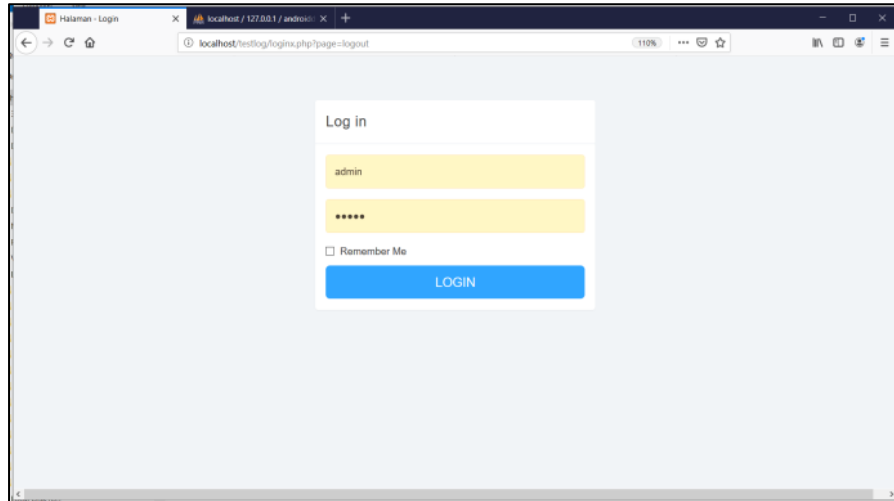 Halaman - Login
localhost / 127.0.0.1 / android
localhost/testlog/loginx.php?page=logout
110%
Log in
admin
•••••
Remember Me
LOGIN